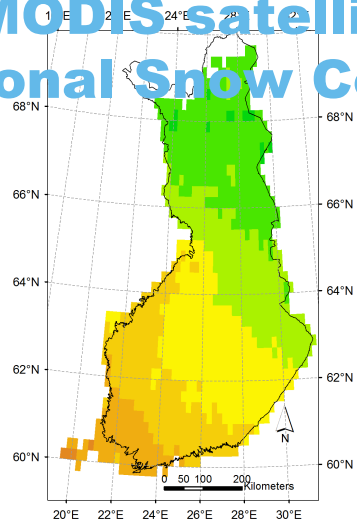 MODIS satelli
onal Snow Co
24°E 28°E
68°N 68°N
66°N 66°N
64°N 64°N
62°N 62°N
60°N 60°N
N
0 50 100 200
Kilometers
20°E 22°E 24°E 26°E 28°E 30°E